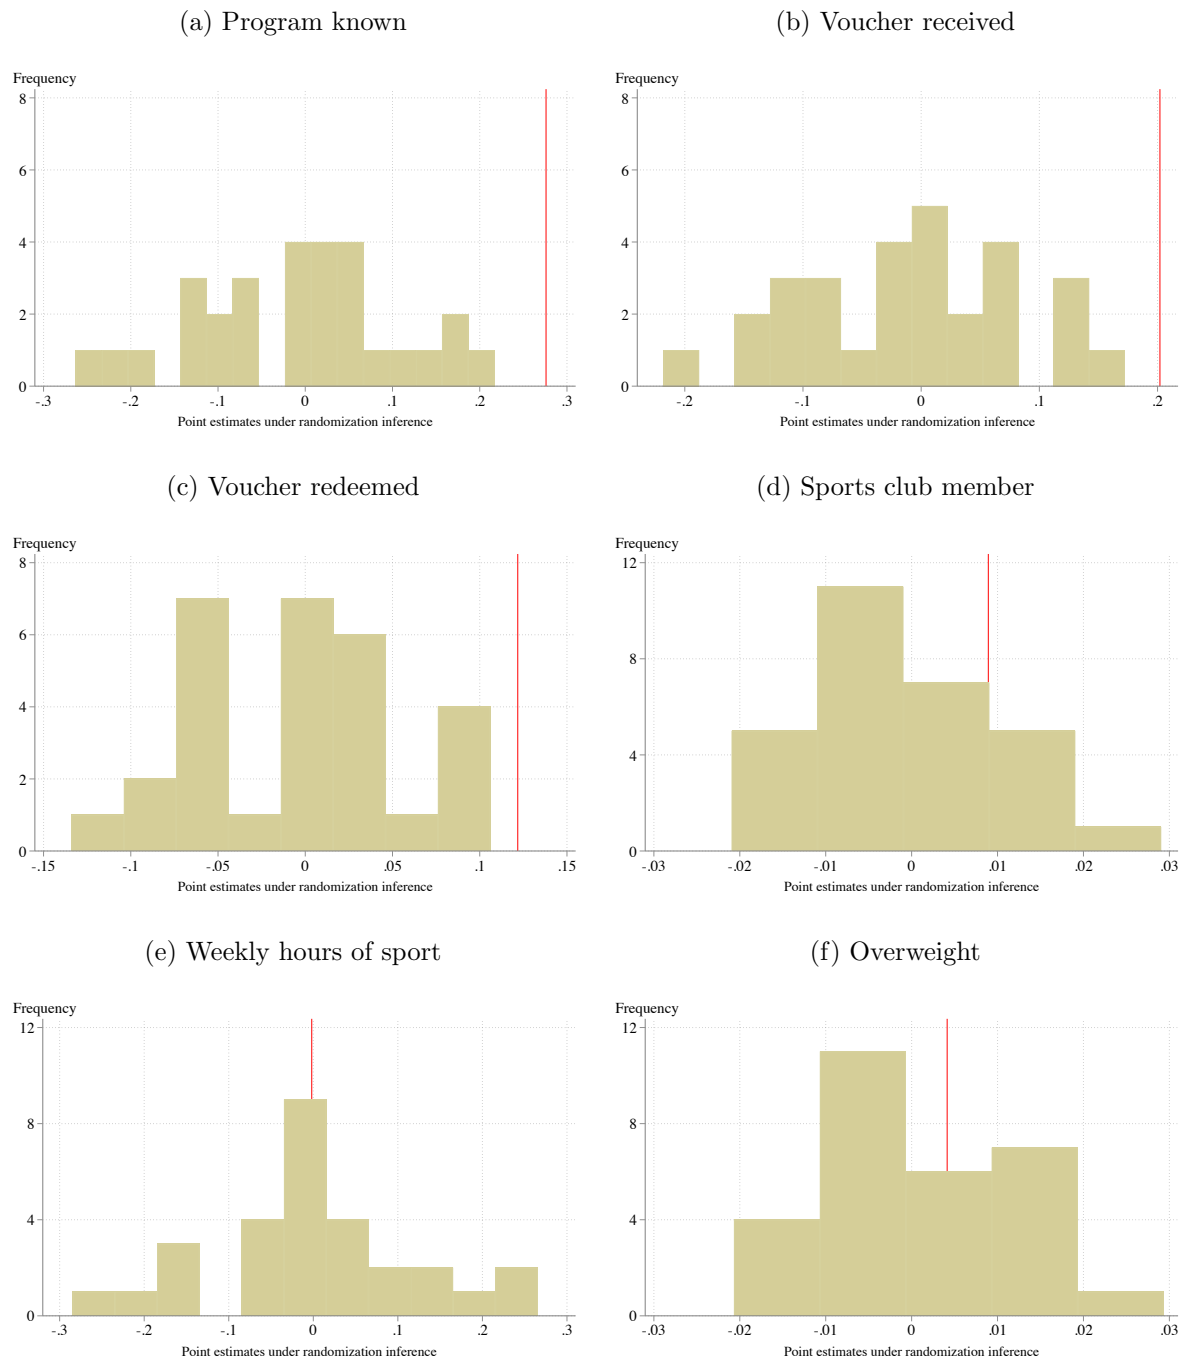 (a) Program known
Frequency
8
6
4
2
0
-.3 -.2 -.1 0 .1 .2 .3
Point estimates under randomization inference
(b) Voucher received
Frequency
8
6
4
2
0
-.2 -.1 0 .1 .2
Point estimates under randomization inference
(c) Voucher redeemed
Frequency
8
6
4
2
0
-.15 -.1 -.05 0 .05 .1 .15
Point estimates under randomization inference
(d) Sports club member
Frequency
12
8
4
0
-.03 -.02 -.01 0 .01 .02 .03
Point estimates under randomization inference
(e) Weekly hours of sport
Frequency
12
8
4
0
-.3 -.2 -.1 0 .1 .2 .3
Point estimates under randomization inference
(f) Overweight
Frequency
12
8
4
0
-.03 -.02 -.01 0 .01 .02 .03
Point estimates under randomization inference